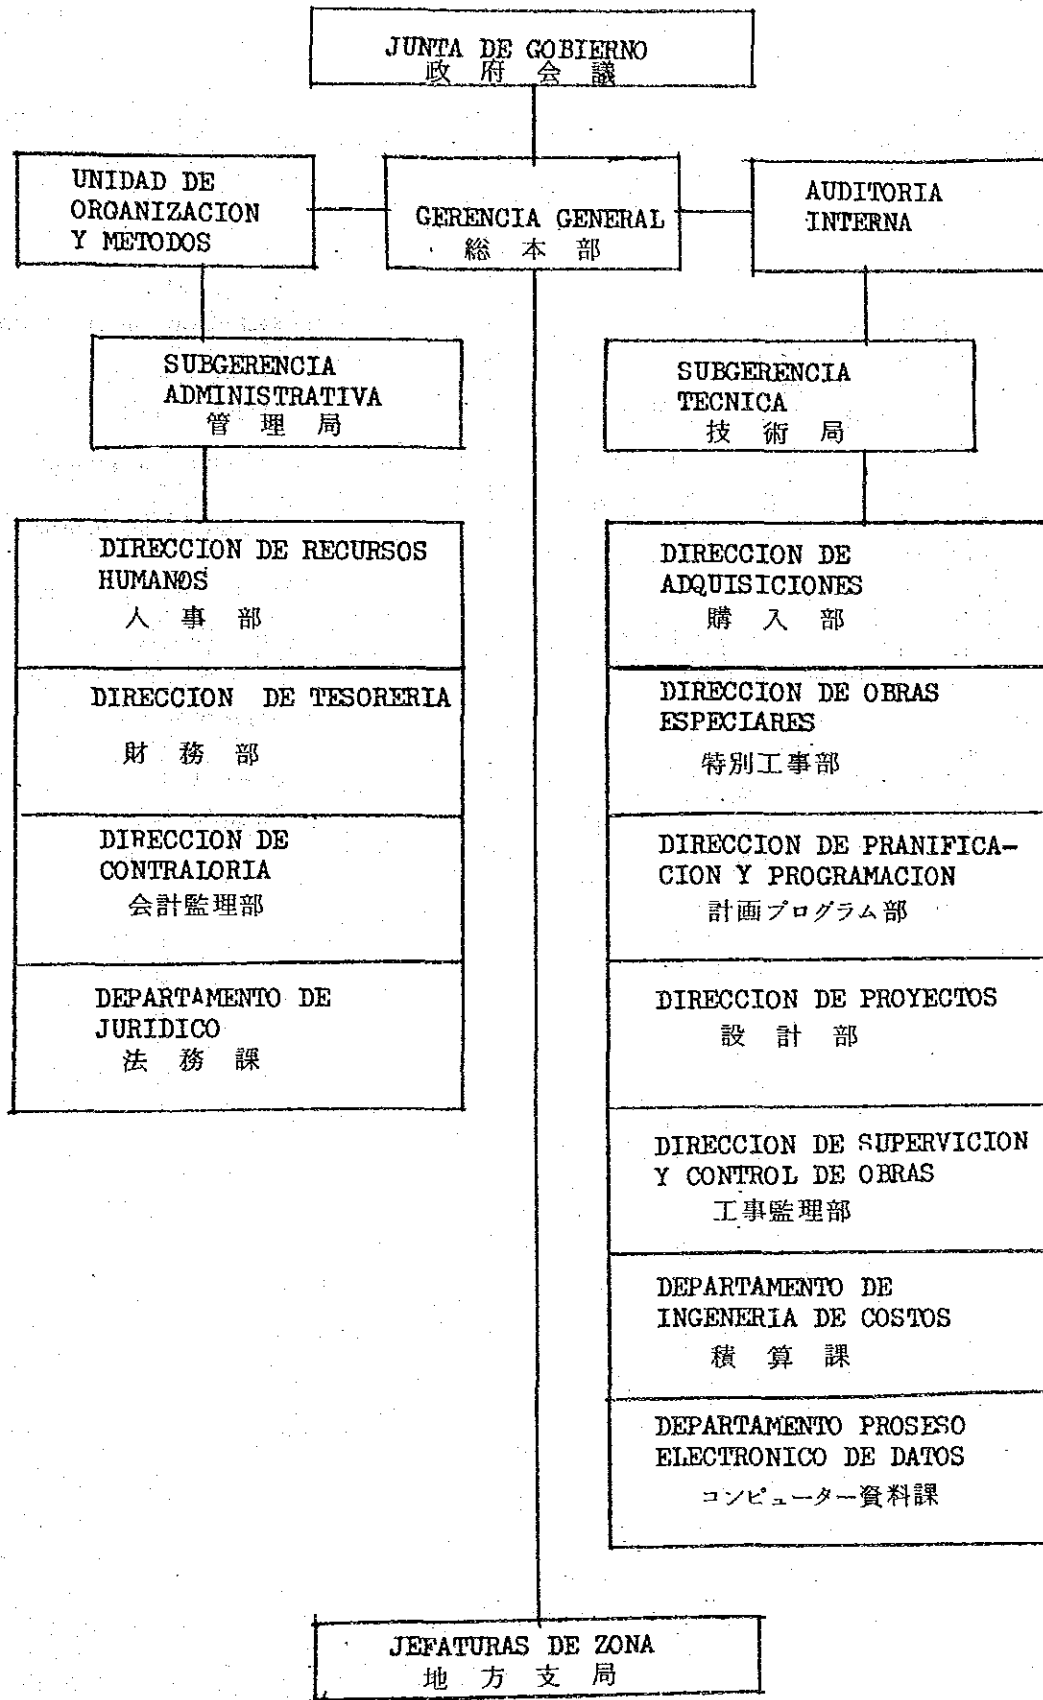 JUNTA DE GOBIERNO
政府会議
UNIDAD DE
ORGANIZACION
Y METODOS
GERENCIA GENERAL
総本部
AUDITORIA
INTERNA
SUBGERENCIA
ADMINISTRATIVA
管理局
SUBGERENCIA
TECNICA
技術局
DIRECCION DE RECURSOS
HUMANOS
人事部
DIRECCION DE TESORERIA
財務部
DIRECCION DE
CONTRALORIA
会計監理部
DEPARTAMENTO DE
JURIDICO
法務課
DIRECCION DE
ADQUISICIONES
購入部
DIRECCION DE OBRAS
ESPECIARES
特別工事部
DIRECCION DE PRANIFICA-
CION Y PROGRAMACION
計画プログラム部
DIRECCION DE PROYECTOS
設計部
DIRECCION DE SUPERVICION
Y CONTROL DE OBRAS
工事監理部
DEPARTAMENTO DE
INGENERIA DE COSTOS
積算課
DEPARTAMENTO PROSESO
ELECTRONICO DE DATOS
コンピューター資料課
JEFATURAS DE ZONA
地方支局